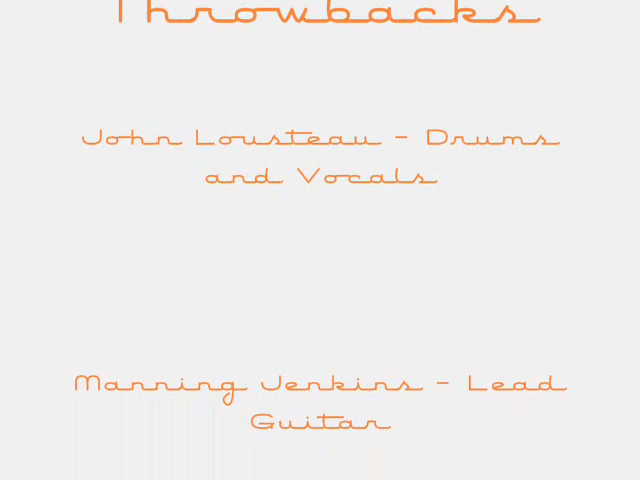 Throwbacks
John Lousteau - Drums
and Vocals
Manning Jenkins - Lead
Guitar